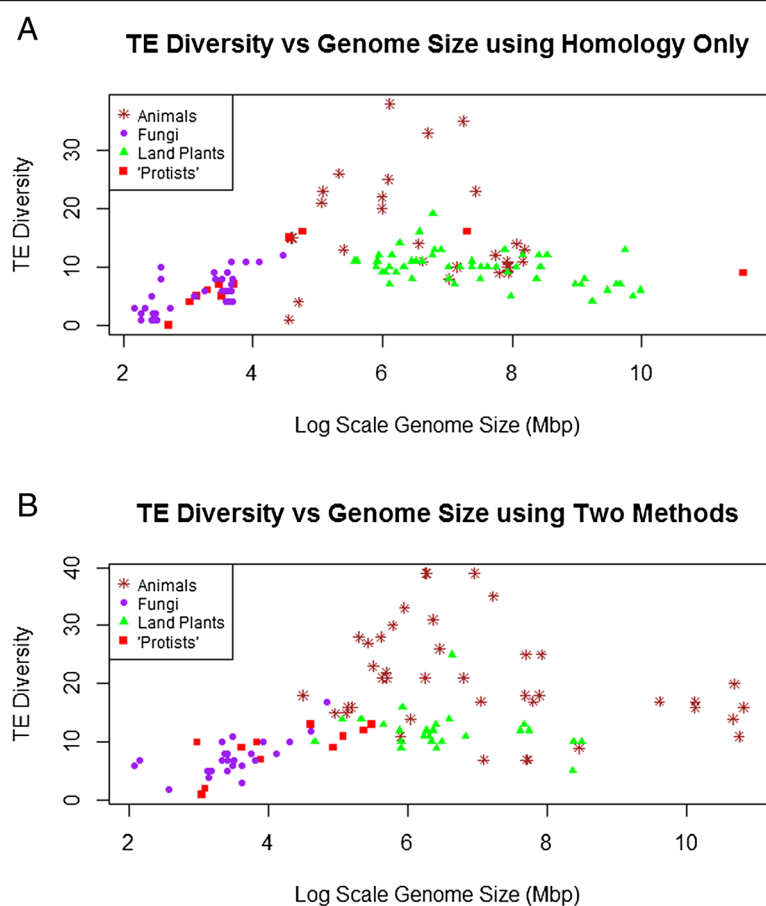 A
TE Diversity vs Genome Size using Homology Only
Animals
Fungi
Land Plants
'Protists'
TE Diversity
30
20
10
0
2 4 6 8 10
Log Scale Genome Size (Mbp)
B
TE Diversity vs Genome Size using Two Methods
Animals
Fungi
Land Plants
'Protists'
TE Diversity
40
30
20
10
0
2 4 6 8 10
Log Scale Genome Size (Mbp)